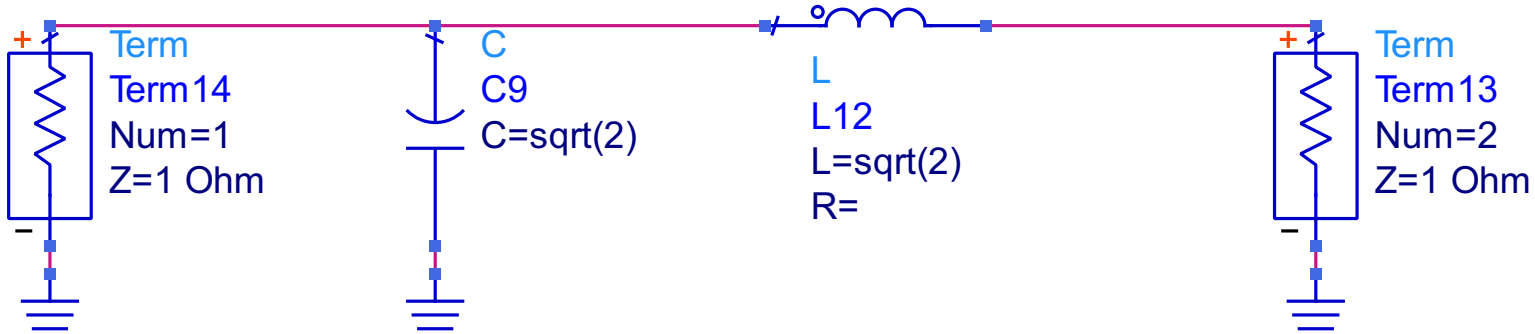 +
Term
Term14
Num=1
Z=1 Ohm
−
C
C9
C=sqrt(2)
L
L12
L=sqrt(2)
R=
+
Term
Term13
Num=2
Z=1 Ohm
−